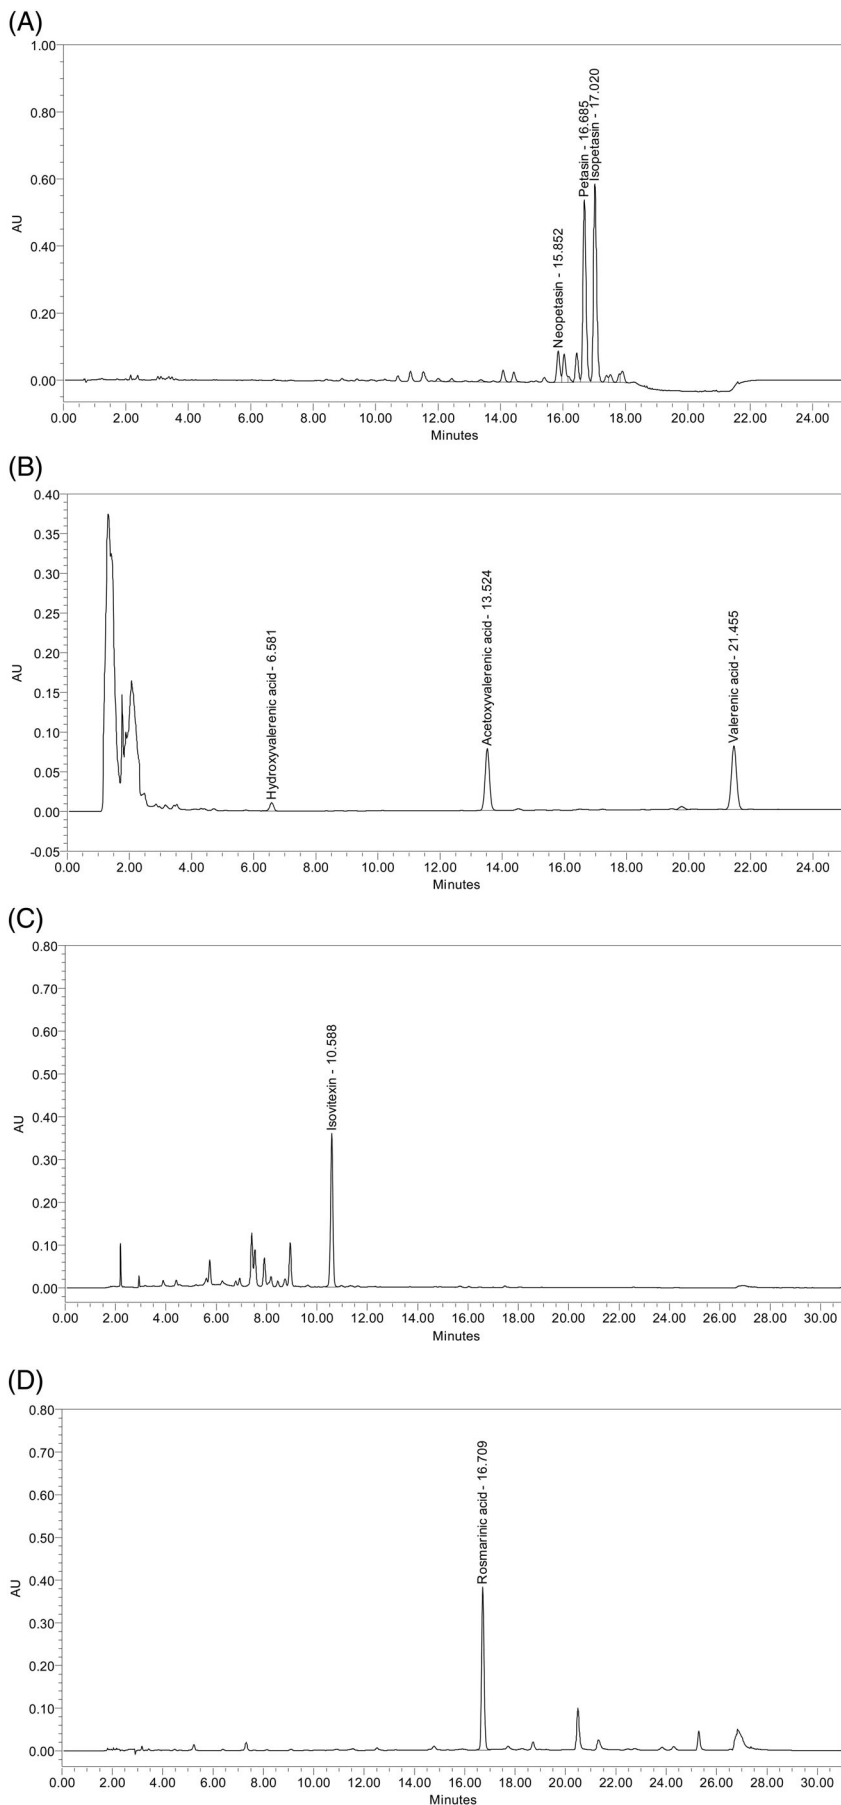 (A)
1.00
0.80
0.60
0.40
0.20
0.00
AU
Neopetasin - 15.852
Petasin - 16.685
Isopetasin - 17.020
0.00 2.00 4.00 6.00 8.00 10.00 12.00 14.00 16.00 18.00 20.00 22.00 24.00
Minutes
(B)
0.40
0.35
0.30
0.25
0.20
0.15
0.10
0.05
0.00
-0.05
AU
Hydroxyvalerenic acid - 6.581
Acetoxyvalerenic acid - 13.524
Valerenic acid - 21.455
0.00 2.00 4.00 6.00 8.00 10.00 12.00 14.00 16.00 18.00 20.00 22.00 24.00
Minutes
(C)
0.80
0.70
0.60
0.50
0.40
0.30
0.20
0.10
0.00
AU
Isovitexin - 10.588
0.00 2.00 4.00 6.00 8.00 10.00 12.00 14.00 16.00 18.00 20.00 22.00 24.00 26.00 28.00 30.00
Minutes
(D)
0.80
0.70
0.60
0.50
0.40
0.30
0.20
0.10
0.00
AU
Rosmarinic acid - 16.709
0.00 2.00 4.00 6.00 8.00 10.00 12.00 14.00 16.00 18.00 20.00 22.00 24.00 26.00 28.00 30.00
Minutes